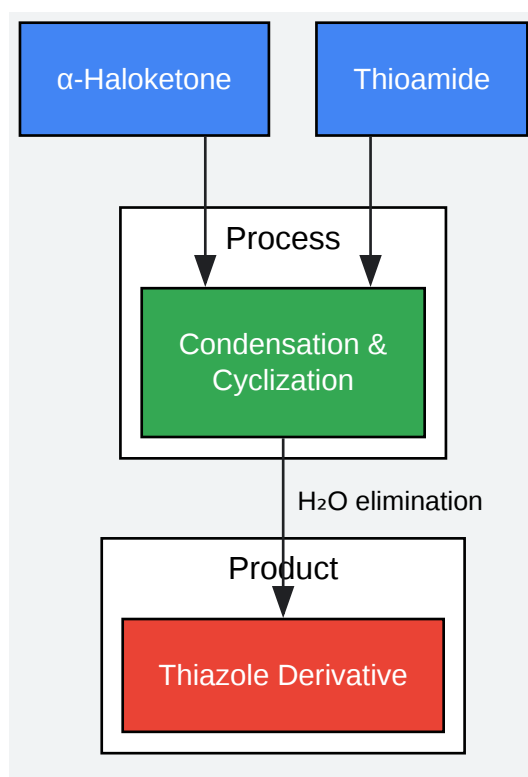 α-Haloketone
Thioamide
Process
Condensation &
Cyclization
H₂O elimination
Product
Thiazole Derivative